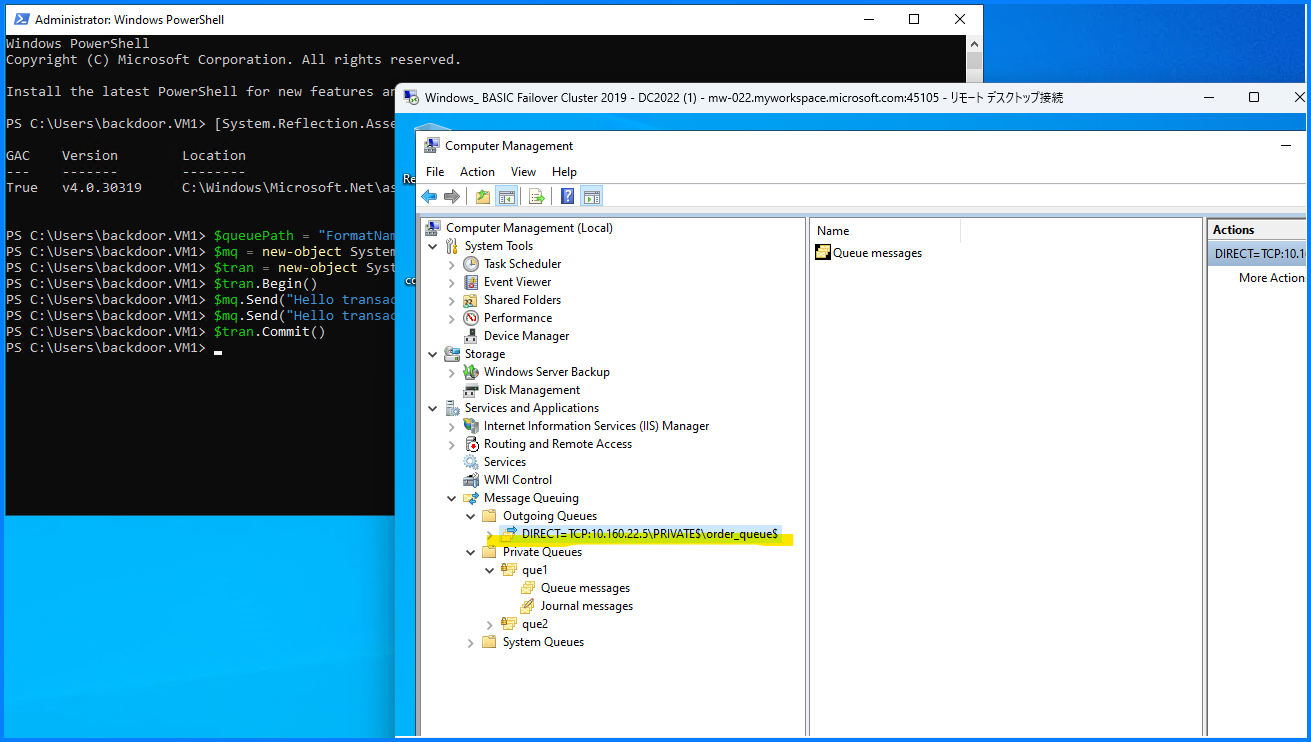 Administrator: Windows PowerShell
Windows PowerShell
Copyright (C) Microsoft Corporation. All rights reserved.
Install the latest PowerShell for new features
PS C:\Users\backdoor.VM1> [System.Reflection.Asse
GAC Version Location
--- ------- --------
True v4.0.30319 C:\Windows\Microsoft.Net\as
PS C:\Users\backdoor.VM1> $queuePath = "FormatNam
PS C:\Users\backdoor.VM1> $mq = new-object System
PS C:\Users\backdoor.VM1> $tran = new-object Syst
PS C:\Users\backdoor.VM1> $tran.Begin()
PS C:\Users\backdoor.VM1> $mq.Send("Hello transac
PS C:\Users\backdoor.VM1> $mq.Send("Hello transac
PS C:\Users\backdoor.VM1> $tran.Commit()
PS C:\Users\backdoor.VM1>
Windows_ BASIC Failover Cluster 2019 - DC2022 (1) - mw-022.myworkspace.microsoft.com:45105 - リモート デスクトップ接続
Re
co
Computer Management
File Action View Help
Computer Management (Local)
System Tools
Task Scheduler
Event Viewer
Shared Folders
Performance
Device Manager
Storage
Windows Server Backup
Disk Management
Services and Applications
Internet Information Services (IIS) Manager
Routing and Remote Access
Services
WMI Control
Message Queuing
Outgoing Queues
DIRECT=TCP:10.160.22.5\PRIVATE$\order_queue$
Private Queues
que1
Queue messages
Journal messages
que2
System Queues
Name
Queue messages
Actions
DIRECT=TCP:10.1
More Action